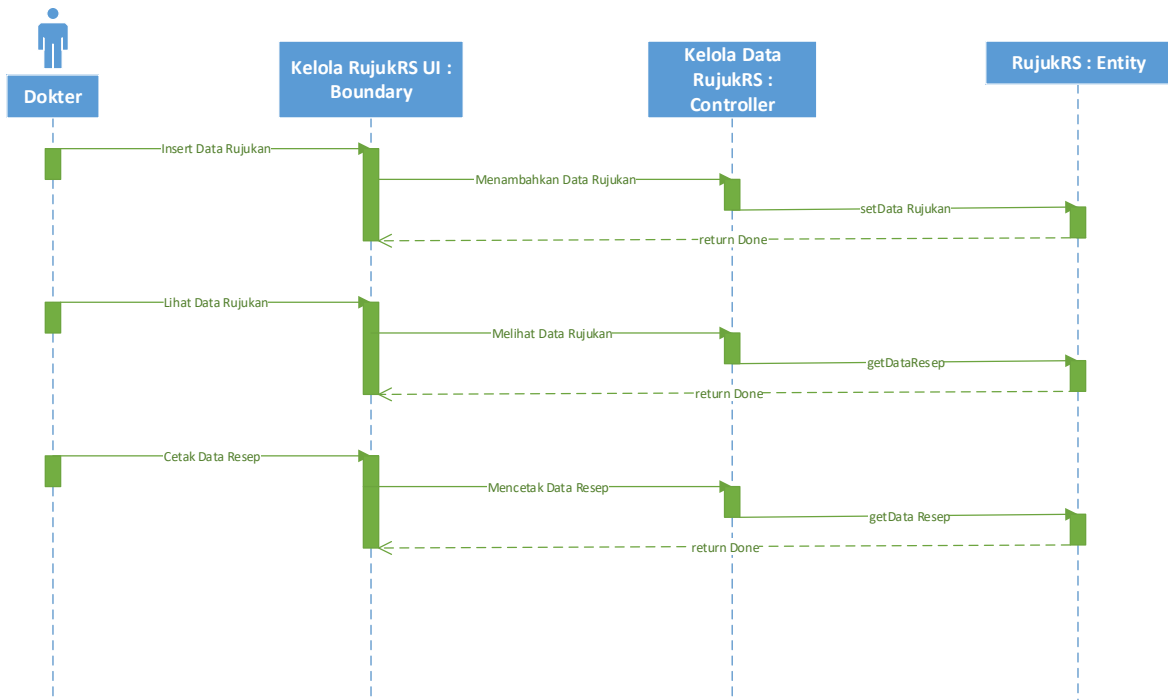 Dokter
Kelola RujukRS UI :
Boundary
Kelola Data
RujukRS :
Controller
RujukRS : Entity
Insert Data Rujukan
Menambahkan Data Rujukan
setData Rujukan
return Done
Lihat Data Rujukan
Melihat Data Rujukan
getDataResep
return Done
Cetak Data Resep
Mencetak Data Resep
getData Resep
return Done